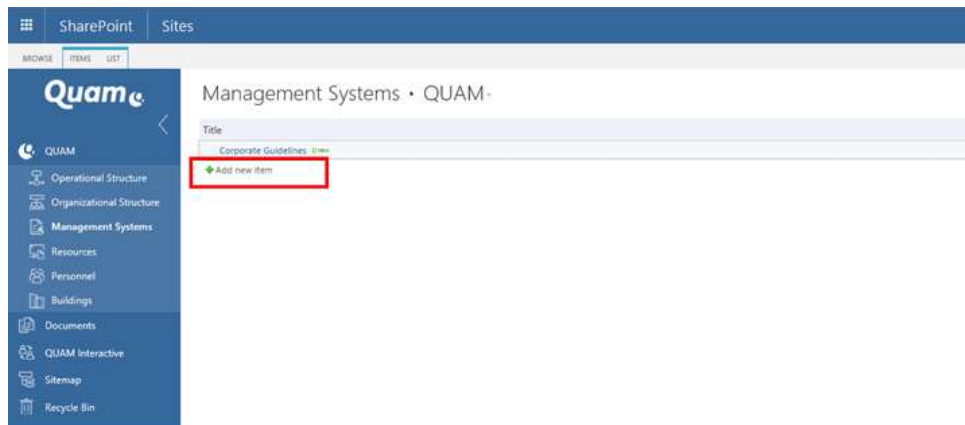 SharePoint Sites
BROWSE ITEMS LIST
Quam
Management Systems • QUAM
Title
Corporate Guidelines
Add new item
QUAM
Operational Structure
Organizational Structure
Management Systems
Resources
Personnel
Buildings
Documents
QUAM Interactive
Sitemap
Recycle Bin